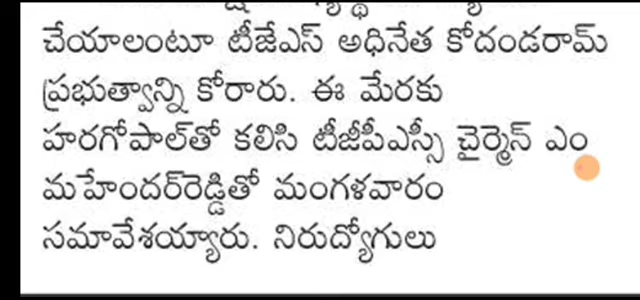 చేయాలంటూ టీజేఎస్ అధినేత కోదండరామ్
ప్రభుత్వాన్ని కోరారు. ఈ మేరకు
హరగోపాల్‌తో కలిసి టీజీపీఎస్సీ చైర్మెన్ ఎం
మహేందర్‌రెడ్డితో మంగళవారం
సమావేశయ్యారు. నిరుద్యోగులు